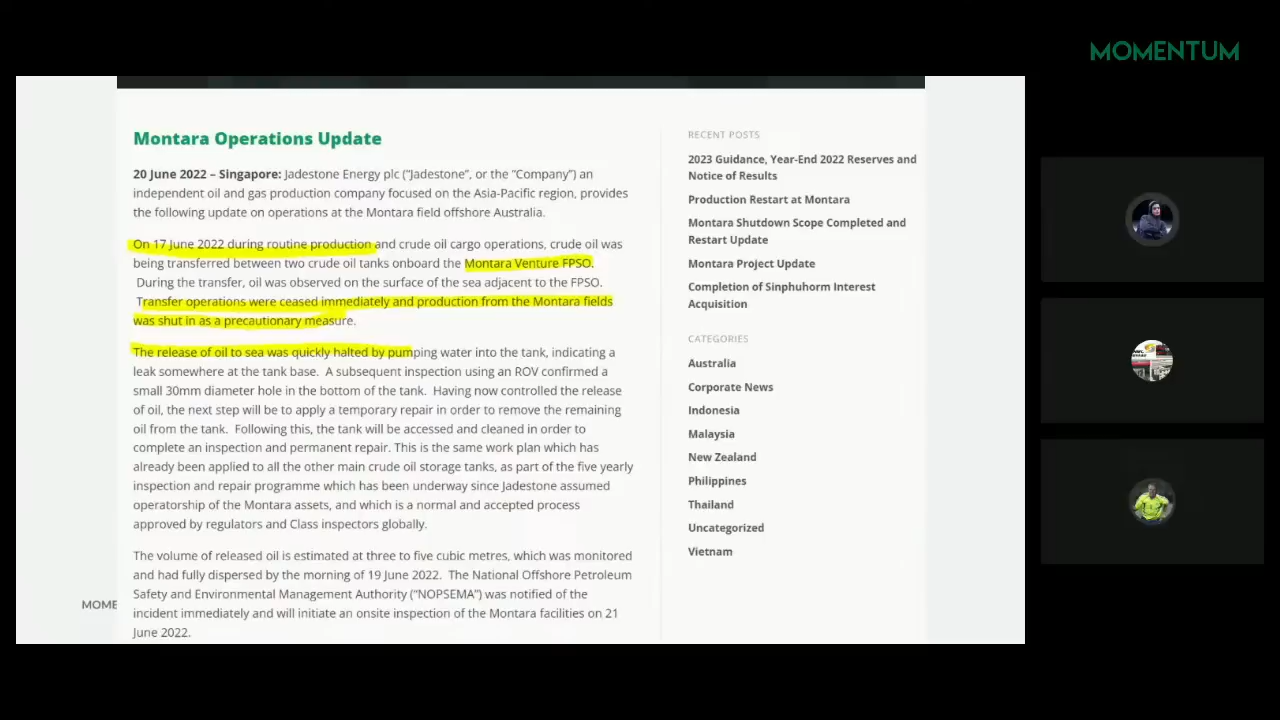 MOMENTUM
Montara Operations Update
20 June 2022 – Singapore: Jadestone Energy plc ("Jadestone", or the "Company") an
independent oil and gas production company focused on the Asia-Pacific region, provides
the following update on operations at the Montara field offshore Australia.
On 17 June 2022 during routine production and crude oil cargo operations, crude oil was
being transferred between two crude oil tanks onboard the Montara Venture FPSO.
During the transfer, oil was observed on the surface of the sea adjacent to the FPSO.
Transfer operations were ceased immediately and production from the Montara fields
was shut in as a precautionary measure.
The release of oil to sea was quickly halted by pumping water into the tank, indicating a
leak somewhere at the tank base. A subsequent inspection using an ROV confirmed a
small 30mm diameter hole in the bottom of the tank. Having now controlled the release
of oil, the next step will be to apply a temporary repair in order to remove the remaining
oil from the tank. Following this, the tank will be accessed and cleaned in order to
complete an inspection and permanent repair. This is the same work plan which has
already been applied to all the other main crude oil storage tanks, as part of the five yearly
inspection and repair programme which has been underway since Jadestone assumed
operatorship of the Montara assets, and which is a normal and accepted process
approved by regulators and Class inspectors globally.
The volume of released oil is estimated at three to five cubic metres, which was monitored
and had fully dispersed by the morning of 19 June 2022. The National Offshore Petroleum
Safety and Environmental Management Authority ("NOPSEMA") was notified of the
incident immediately and will initiate an onsite inspection of the Montara facilities on 21
June 2022.
MOME
RECENT POSTS
2023 Guidance, Year-End 2022 Reserves and
Notice of Results
Production Restart at Montara
Montara Shutdown Scope Completed and
Restart Update
Montara Project Update
Completion of Sinphuhorm Interest
Acquisition
CATEGORIES
Australia
Corporate News
Indonesia
Malaysia
New Zealand
Philippines
Thailand
Uncategorized
Vietnam